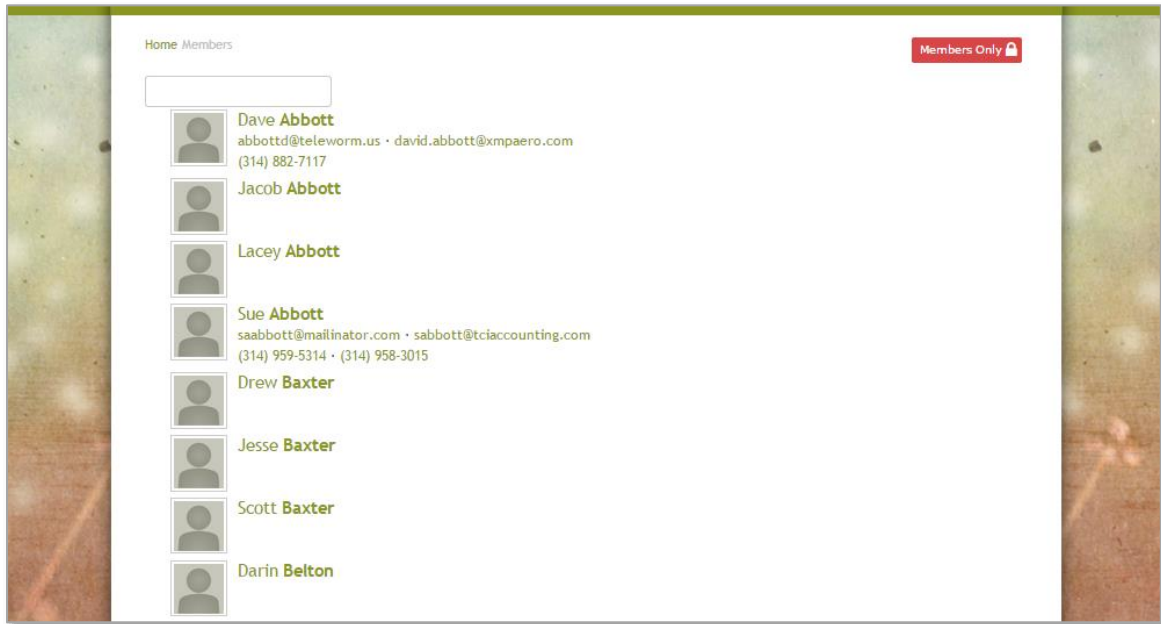 Home Members
Members Only
Dave Abbott
abbottd@teleworm.us · david.abbott@xmpaero.com
(314) 882-7117
Jacob Abbott
Lacey Abbott
Sue Abbott
saabbott@mailinator.com · sabbott@tciaccounting.com
(314) 959-5314 · (314) 958-3015
Drew Baxter
Jesse Baxter
Scott Baxter
Darin Belton